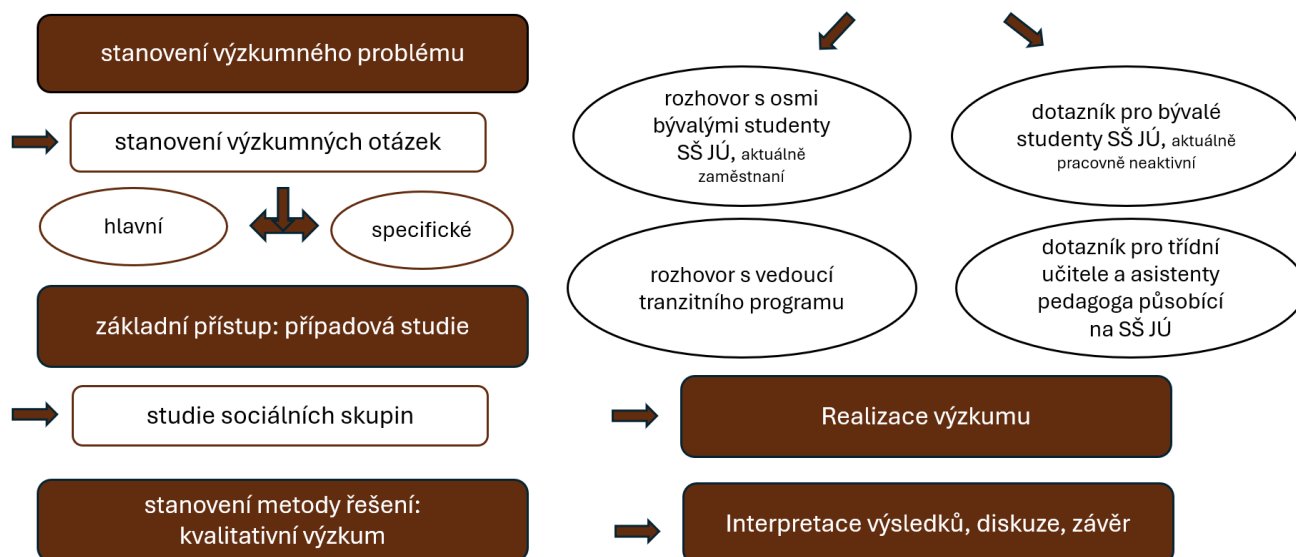 stanovení výzkumného problému
stanovení výzkumných otázek
hlavní
specifické
základní přístup: případová studie
studie sociálních skupin
stanovení metody řešení:
kvalitativní výzkum
rozhovor s osmi
bývalými studenty
SŠ JÚ, aktuálně
zaměstnaní
dotazník pro bývalé
studenty SŠ JÚ, aktuálně
pracovně neaktivní
rozhovor s vedoucí
tranzitního programu
dotazník pro třídní
učitele a asistenty
pedagoga působící
na SŠ JÚ
Realizace výzkumu
Interpretace výsledků, diskuze, závěr